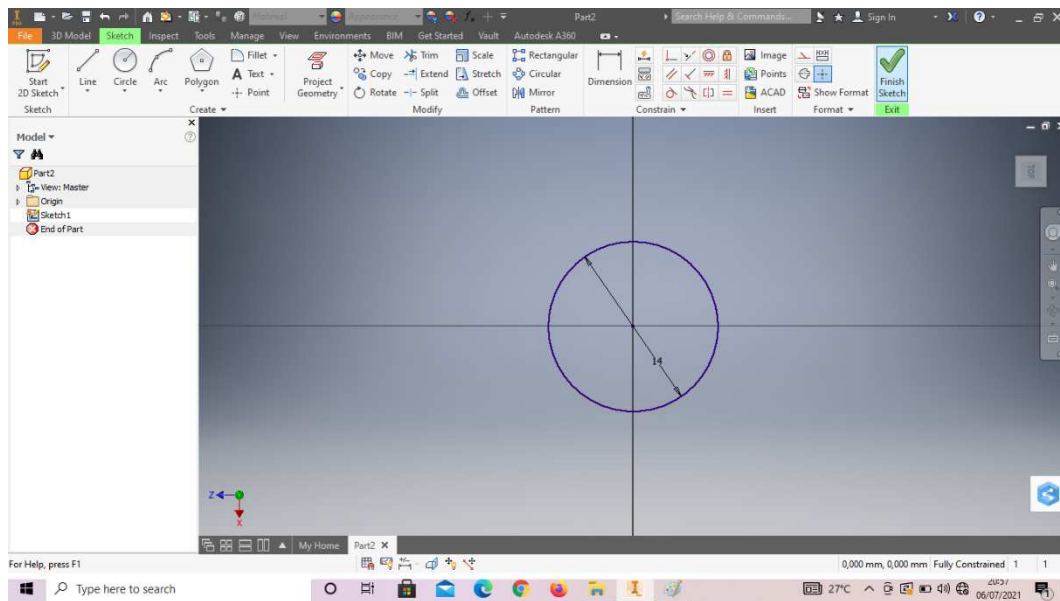 Material
Appearance
Part2
Search Help & Commands...
Sign In
File 3D Model Sketch Inspect Tools Manage View Environments BIM Get Started Vault Autodesk A360
Start 2D Sketch
Line
Circle
Arc
Polygon
Fillet
Text
Point
Project Geometry
Move Trim Scale
Copy Extend Stretch
Rotate Split Offset
Rectangular
Circular
Mirror
Dimension
Image
Points
ACAD
Show Format
Finish Sketch
Sketch Create Modify Pattern Constrain Insert Format Exit
Model
Part2
View: Master
Origin
Sketch1
End of Part
TOP
14
Z
X
My Home Part2
For Help, press F1
0,000 mm, 0,000 mm Fully Constrained 1 1
Type here to search
27°C
20:57
06/07/2021